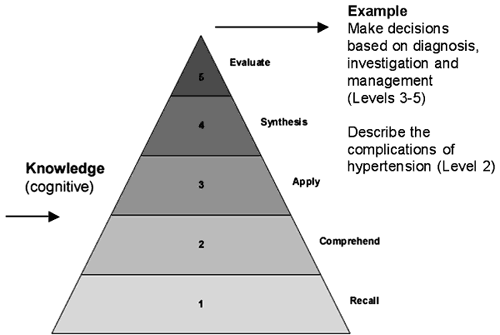 Example
Make decisions
based on diagnosis,
investigation and
management
(Levels 3-5)
Describe the
complications of
hypertension (Level 2)
Knowledge
(cognitive)
5
Evaluate
4
Synthesis
3
Apply
2
Comprehend
1
Recall